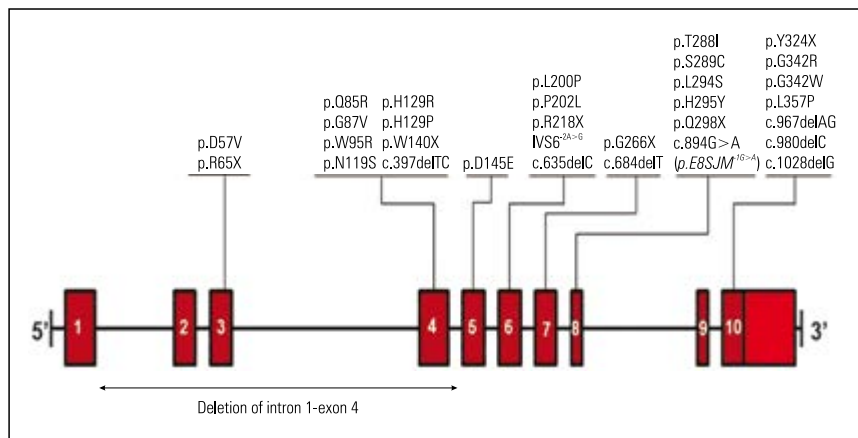 p.D57V
p.R65X
p.Q85R p.H129R
p.G87V p.H129P
p.W95R p.W140X
p.N119S c.397delTC
p.D145E
p.L200P
p.P202L
p.R218X
IVS6-2A>G
c.635delC
p.G266X
c.684delT
p.T288I
p.S289C
p.L294S
p.H295Y
p.Q298X
c.894G>A
(p.E8SJM-1G>A)
p.Y324X
p.G342R
p.G342W
p.L357P
c.967delAG
c.980delC
c.1028delG
5' 1 2 3 4 5 6 7 8 9 10 3'
Deletion of intron 1-exon 4